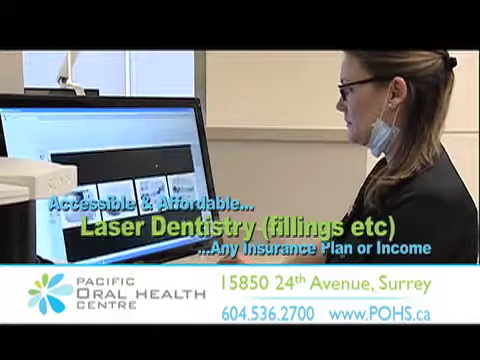 Accessible & Affordable...
Laser Dentistry (fillings etc)
...Any Insurance Plan or Income
PACIFIC
ORAL HEALTH
CENTRE
15850 24th Avenue, Surrey
604.536.2700 www.POHS.ca